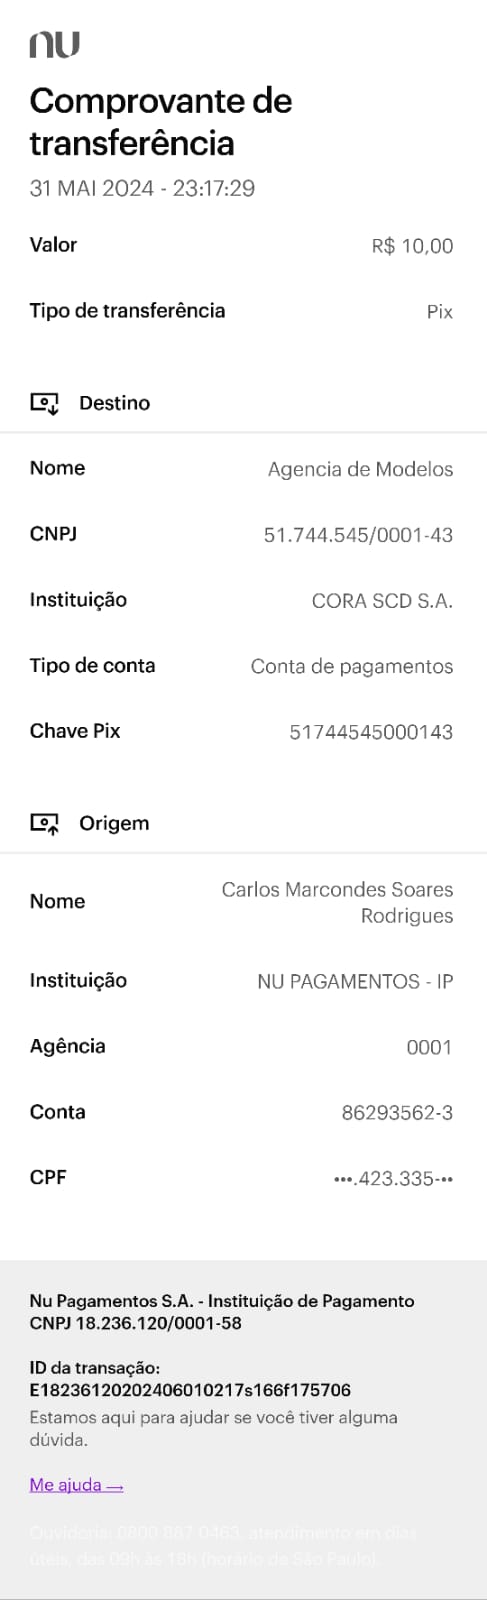 nu
Comprovante de
transferência
31 MAI 2024 - 23:17:29
Valor R$ 10,00
Tipo de transferência Pix
Destino
Nome Agencia de Modelos
CNPJ 51.744.545/0001-43
Instituição CORA SCD S.A.
Tipo de conta Conta de pagamentos
Chave Pix 51744545000143
Origem
Nome Carlos Marcondes Soares
Rodrigues
Instituição NU PAGAMENTOS - IP
Agência 0001
Conta 86293562-3
CPF •••.423.335-••
Nu Pagamentos S.A. - Instituição de Pagamento
CNPJ 18.236.120/0001-58
ID da transação:
E18236120202406010217s166f175706
Estamos aqui para ajudar se você tiver alguma
dúvida.
Me ajuda →
Ouvidoria: 0800 887 0463, atendimento em dias
úteis, das 09h às 18h (horário de São Paulo).